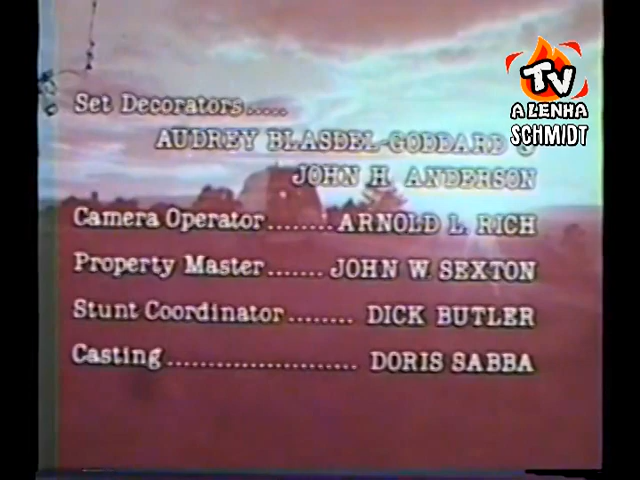 TV
A LENHA
SCHMIDT
Set Decorators.....
AUDREY BLASDEL-GODDARD &
JOHN H. ANDERSON
Camera Operator........ARNOLD L. RICH
Property Master.......JOHN W. SEXTON
Stunt Coordinator........DICK BUTLER
Casting.....................DORIS SABBA